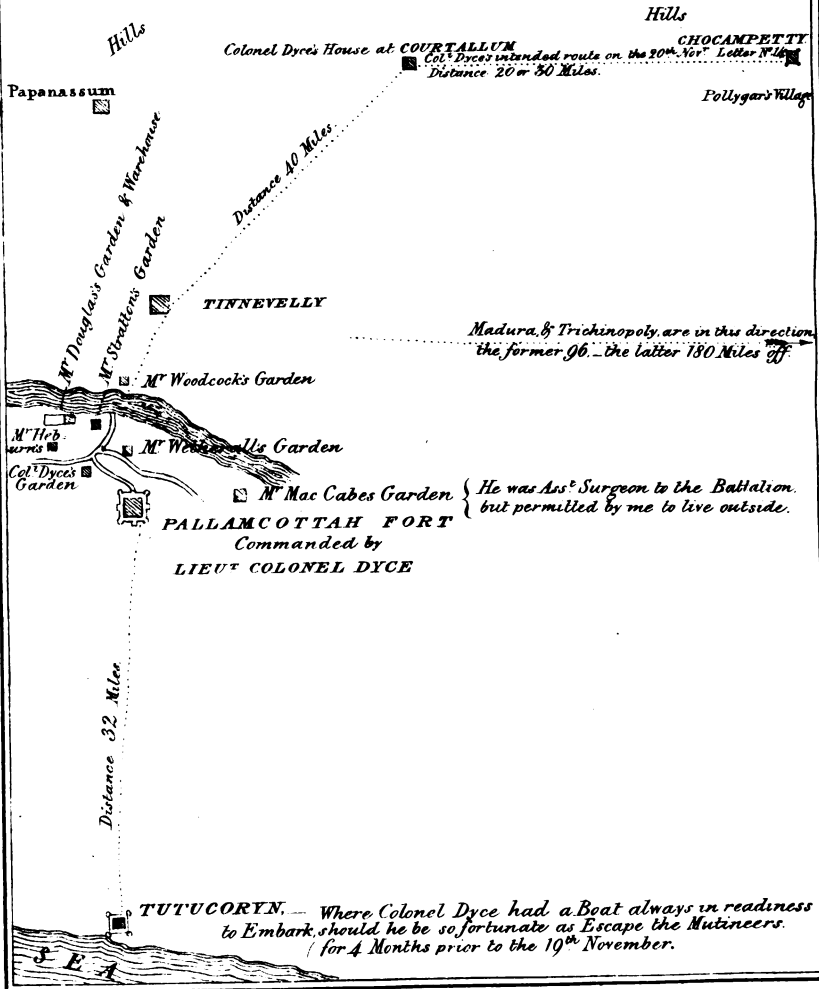 Hills
Hills
Colonel Dyce's House at COURTALLUM
CHOCAMPETTY.
Col.t Dyce's intended route on the 20th Nov.r Letter No.
Distance 20 or 30 Miles.
Papanassum
Pollygar's Village
Distance 40 Miles.
Mr Douglas's Garden & Warehouse
Mr Stratton's Garden
TINNEVELLY
Madura, & Trichinopoly, are in this direction,
the former 96. _ the latter 180 Miles off.
Mr Woodcock's Garden
Mr Heb
urn's
Mr Wetherall's Garden
Col.t Dyce's
Garden
Mr Mac Cabes Garden
He was Ass.t Surgeon to the Battalion.
but permitted by me to live outside.
PALLAMCOTTAH FORT
Commanded by
LIEUT COLONEL DYCE
Distance 32 Miles.
TUTUCORYN, _ Where Colonel Dyce had a Boat always in readiness
to Embark, should he be so fortunate as Escape the Mutineers.
for 4 Months prior to the 19th November.
SEA